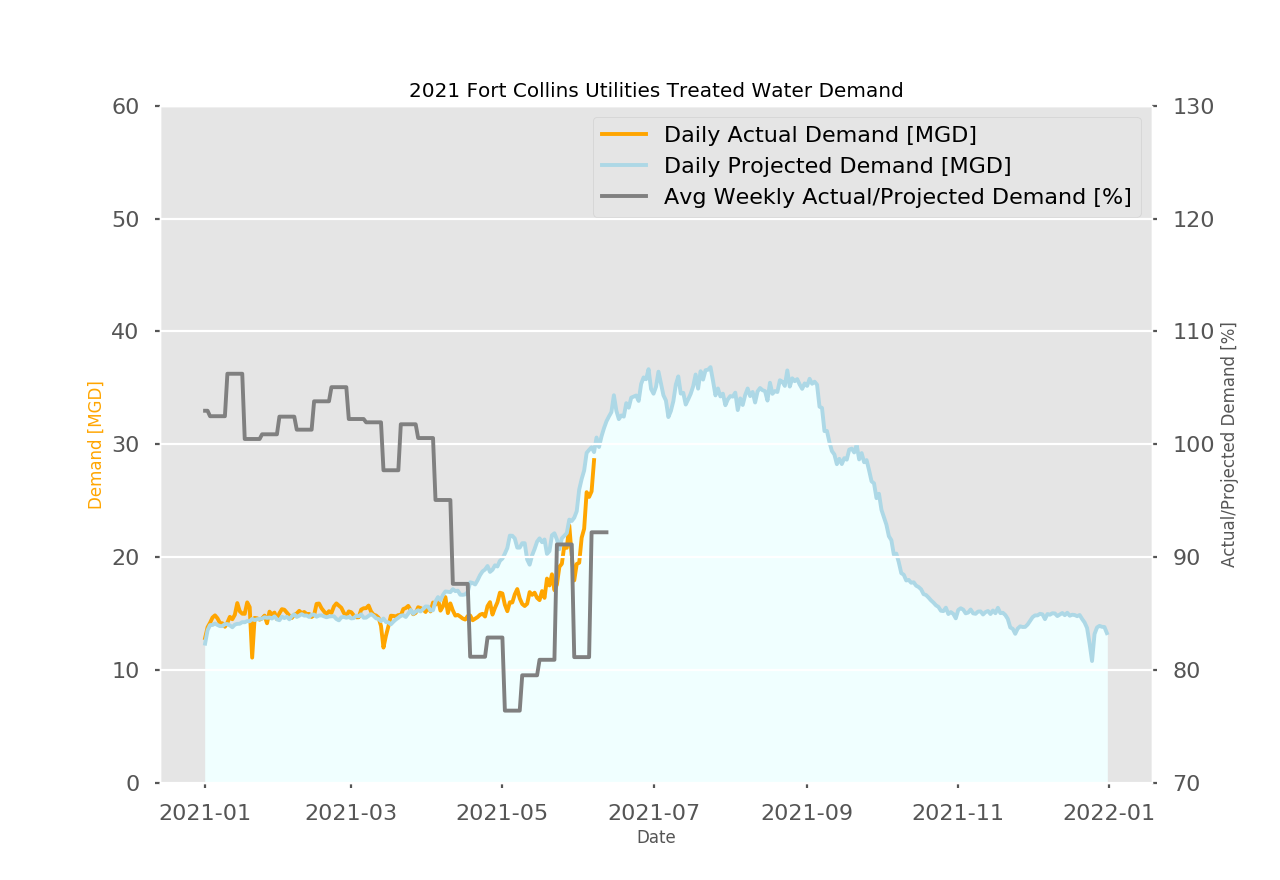 2021 Fort Collins Utilities Treated Water Demand
60
50
40
30
20
10
0
Demand [MGD]
Daily Actual Demand [MGD]
Daily Projected Demand [MGD]
Avg Weekly Actual/Projected Demand [%]
130
120
110
100
90
80
70
Actual/Projected Demand [%]
2021-01 2021-03 2021-05 2021-07 2021-09 2021-11 2022-01
Date